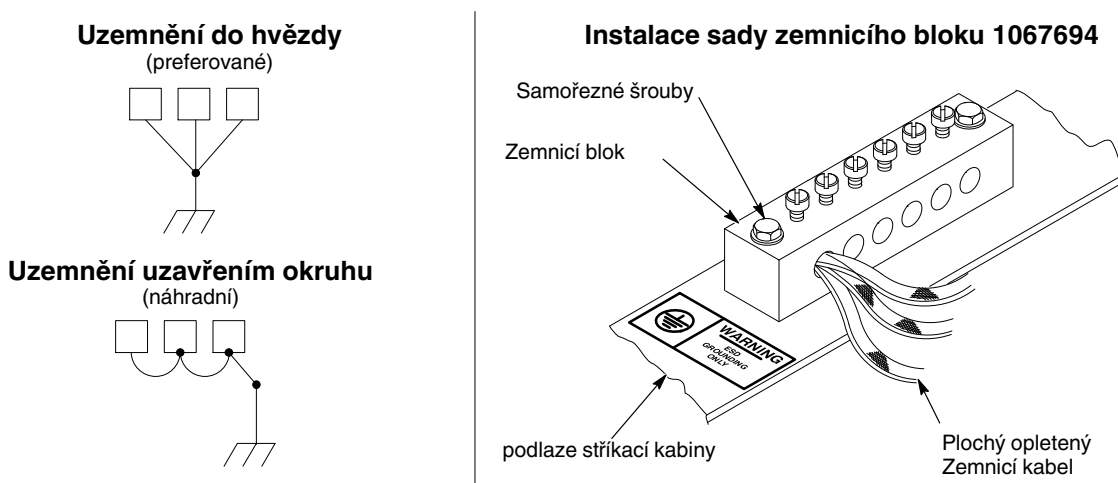 Uzemnění do hvězdy
(preferované)
Uzemnění uzavřením okruhu
(náhradní)
Instalace sady zemnicího bloku 1067694
Samořezné šrouby
Zemnicí blok
WARNING
ESD
GROUNDING
ONLY
podlaze stříkací kabiny
Plochý opletený
Zemnicí kabel